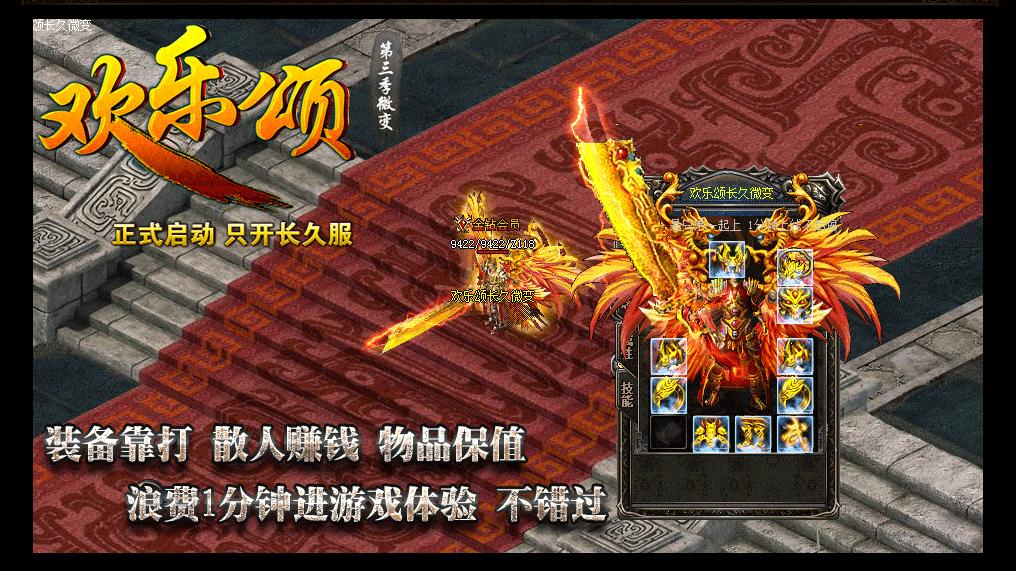 颂长久微变
欢乐颂
第三季微变
正式启动 只开长久服
金钻会员
9422/9422/Z118
欢乐颂长久微变
欢乐颂长久微变
技能
装备靠打 散人赚钱 物品保值
浪费1分钟进游戏体验 不错过